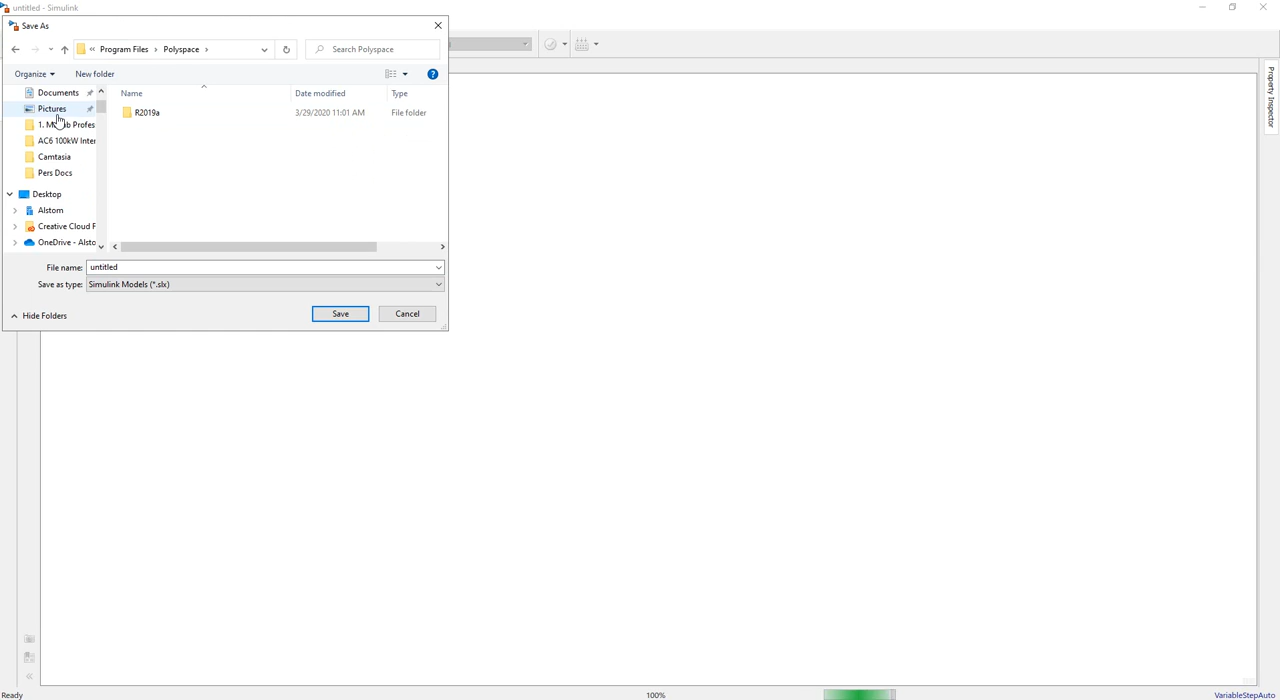 untitled - Simulink
Save As
« Program Files › Polyspace ›
Search Polyspace
Organize
New folder
Name
Date modified
Type
Documents
Pictures
R2019a
3/29/2020 11:01 AM
File folder
AC6 100kW Inter
Camtasia
Pers Docs
Desktop
Alstom
Creative Cloud F
OneDrive - Alsto
File name: untitled
Save as type: Simulink Models (*.slx)
Hide Folders
Save
Cancel
Property Inspector
Ready
100%
VariableStepAuto